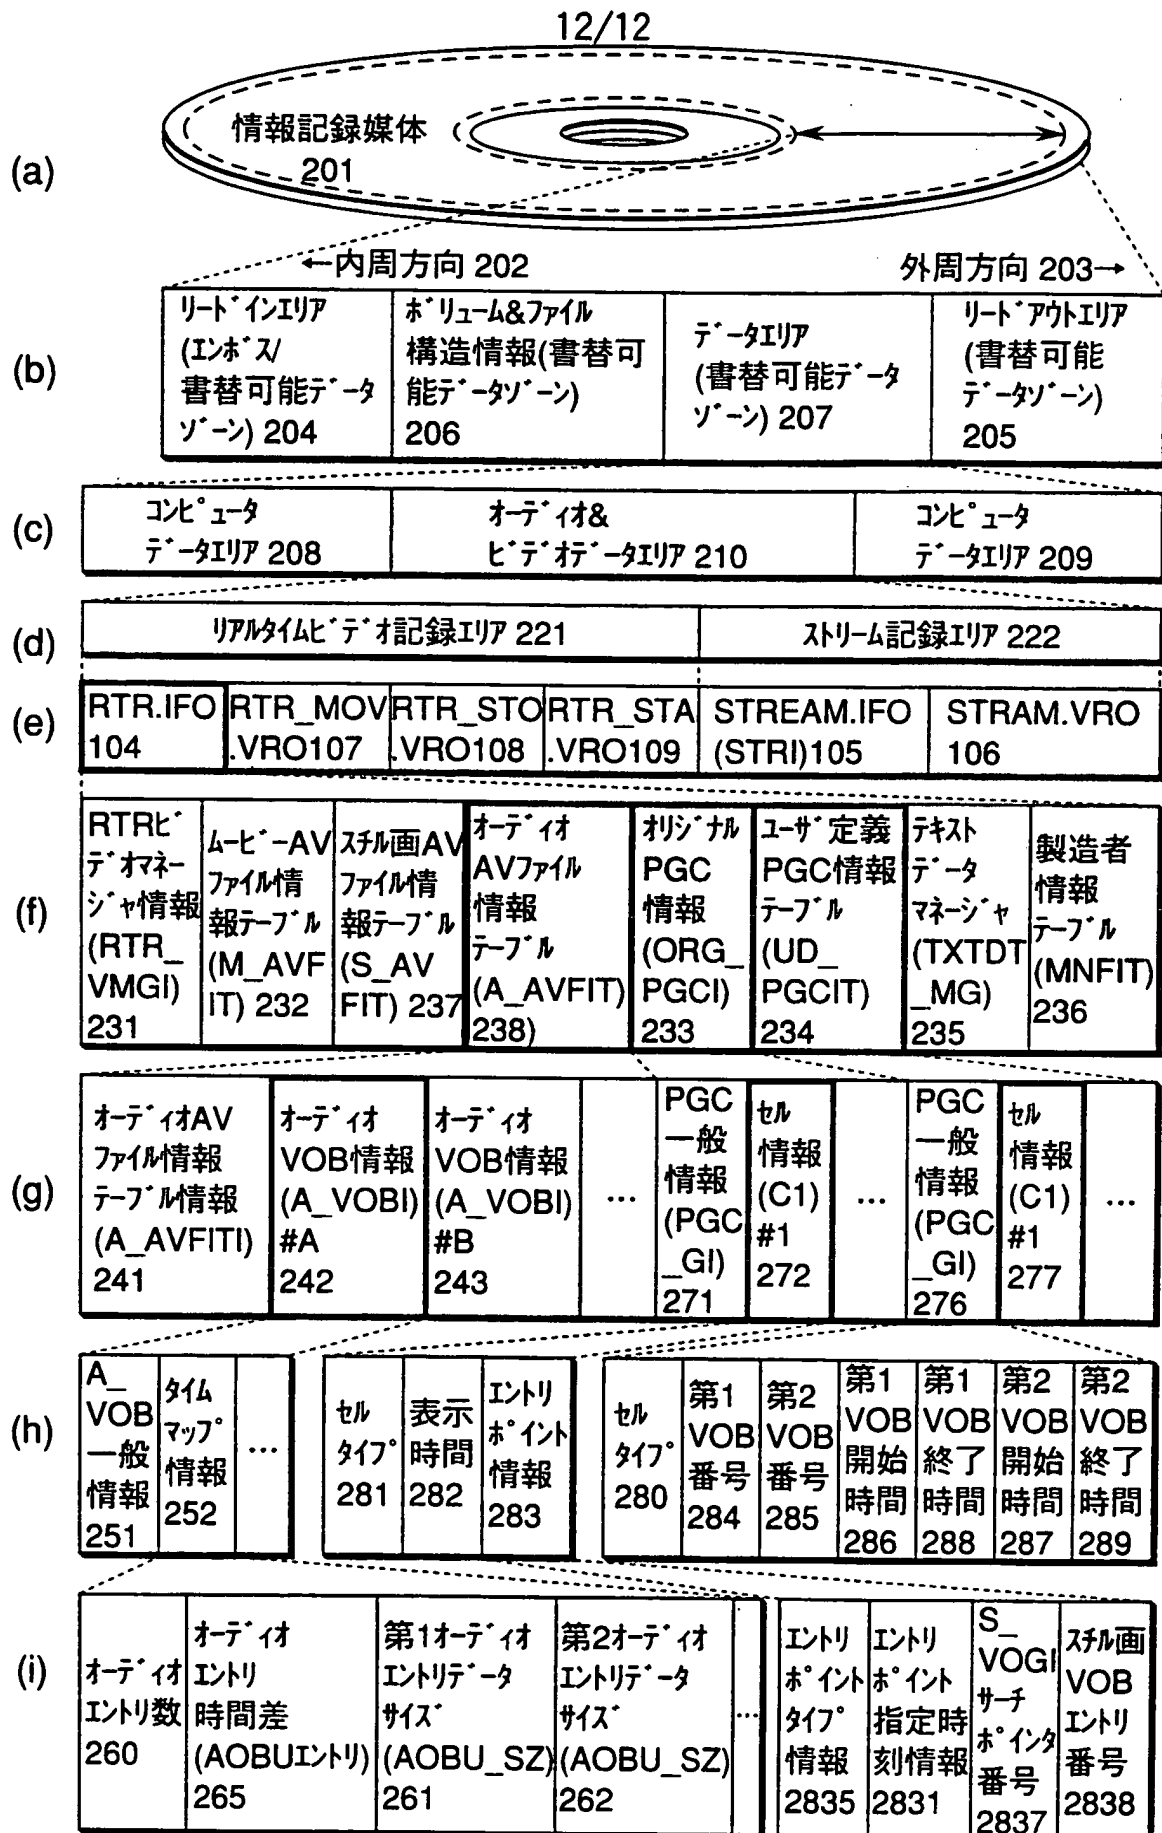 12/12
(a)
情報記録媒体
201
←内周方向 202
外周方向 203→
(b)
リードインエリア
(エンボス/
書替可能データ
ゾーン) 204
ボリューム&ファイル
構造情報(書替可
能データゾーン)
206
データエリア
(書替可能データ
ゾーン) 207
リードアウトエリア
(書替可能
データゾーン)
205
(c)
コンピュータ
データエリア 208
オーディオ&
ビデオデータエリア 210
コンピュータ
データエリア 209
(d)
リアルタイムビデオ記録エリア 221
ストリーム記録エリア 222
(e)
RTR.IFO
104
RTR_MOV
.VRO107
RTR_STO
.VRO108
RTR_STA
.VRO109
STREAM.IFO
(STRI)105
STRAM.VRO
106
(f)
RTRビ
デオマネー
ジャ情報
(RTR_
VMGI)
231
ムービーAV
ファイル情
報テーブル
(M_AVF
IT) 232
スチル画AV
ファイル情
報テーブル
(S_AV
FIT) 237
オーディオ
AVファイル
情報
テーブル
(A_AVFIT)
238)
オリジナル
PGC
情報
(ORG_
PGCI)
233
ユーザ定義
PGC情報
テーブル
(UD_
PGCIT)
234
テキスト
データ
マネージャ
(TXTDT
_MG)
235
製造者
情報
テーブル
(MNFIT)
236
(g)
オーディオAV
ファイル情報
テーブル情報
(A_AVFITI)
241
オーディオ
VOB情報
(A_VOBI)
#A
242
オーディオ
VOB情報
(A_VOBI)
#B
243
...
PGC
一般
情報
(PGC
_GI)
271
セル
情報
(C1)
#1
272
...
PGC
一般
情報
(PGC
_GI)
276
セル
情報
(C1)
#1
277
...
(h)
A_
VOB
一般
情報
251
タイム
マップ
情報
252
...
セル
タイプ
281
表示
時間
282
エントリ
ポイント
情報
283
セル
タイプ
280
第1
VOB
番号
284
第2
VOB
番号
285
第1
VOB
開始
時間
286
第1
VOB
終了
時間
288
第2
VOB
開始
時間
287
第2
VOB
終了
時間
289
(i)
オーディオ
エントリ数
260
オーディオ
エントリ
時間差
(AOBUエントリ)
265
第1オーディオ
エントリデータ
サイズ
(AOBU_SZ)
261
第2オーディオ
エントリデータ
サイズ
(AOBU_SZ)
262
...
エントリ
ポイント
タイプ
情報
2835
エントリ
ポイント
指定時
刻情報
2831
S_
VOGI
サーチ
ポインタ
番号
2837
スチル画
VOB
エントリ
番号
2838